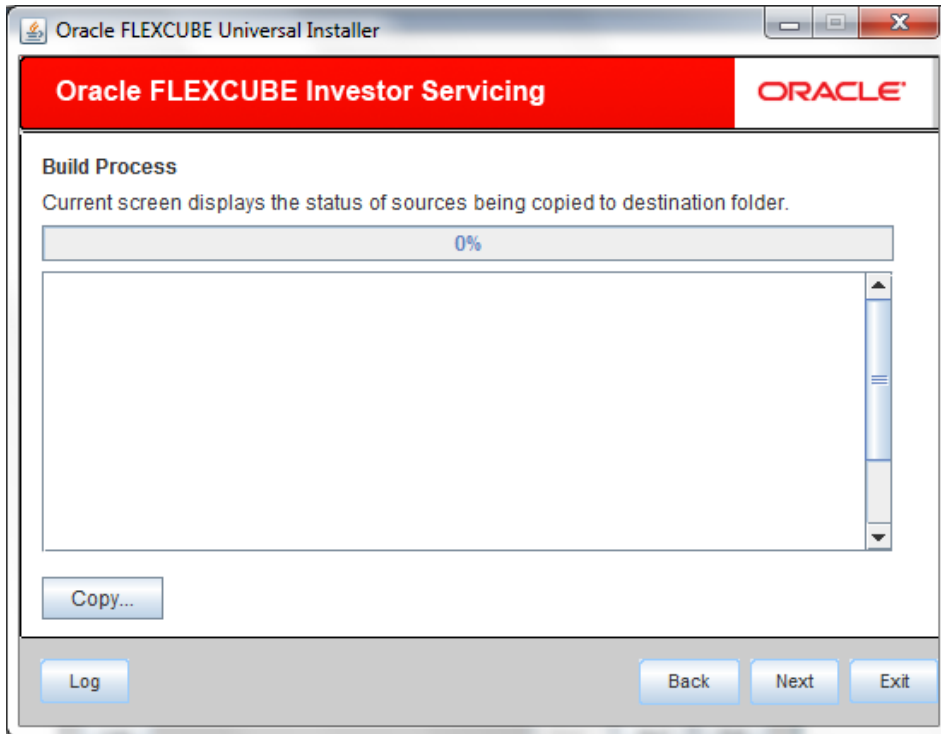 Oracle FLEXCUBE Universal Installer
Oracle FLEXCUBE Investor Servicing
ORACLE
Build Process
Current screen displays the status of sources being copied to destination folder.
0%
Copy...
Log Back Next Exit